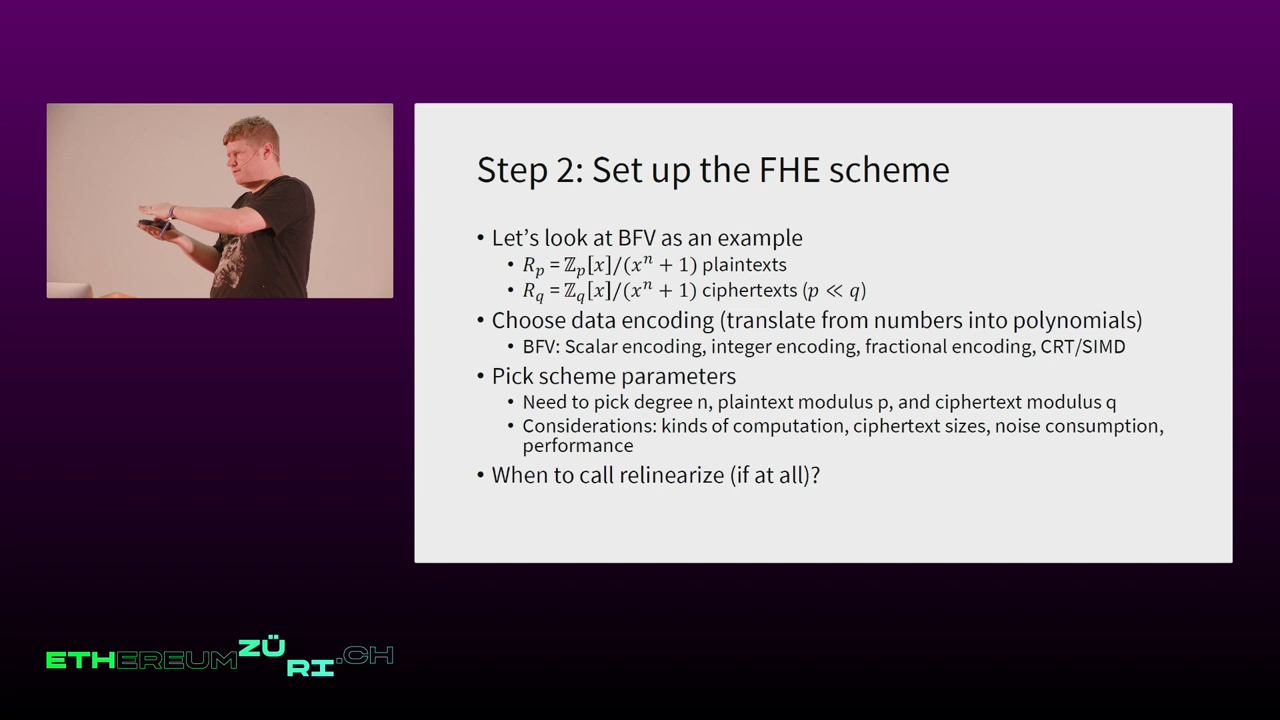 Step 2: Set up the FHE scheme
• Let's look at BFV as an example
• R_p = ℤ_p[x]/(x^n + 1) plaintexts
• R_q = ℤ_q[x]/(x^n + 1) ciphertexts (p ≪ q)
• Choose data encoding (translate from numbers into polynomials)
• BFV: Scalar encoding, integer encoding, fractional encoding, CRT/SIMD
• Pick scheme parameters
• Need to pick degree n, plaintext modulus p, and ciphertext modulus q
• Considerations: kinds of computation, ciphertext sizes, noise consumption,
performance
• When to call relinearize (if at all)?
ETHEREUMZÜRI.CH